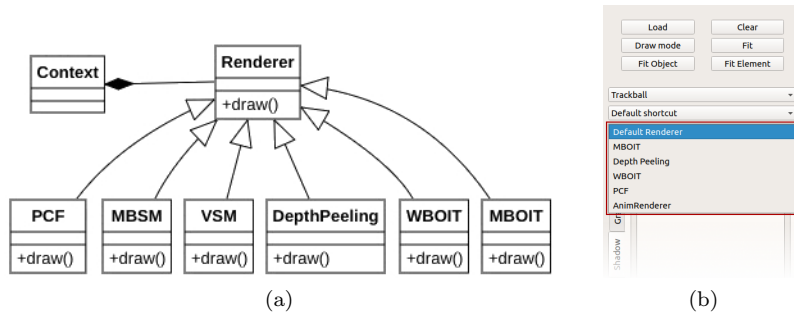 Context
Renderer
+draw()
PCF
+draw()
MBSM
+draw()
VSM
+draw()
DepthPeeling
+draw()
WBOIT
+draw()
MBOIT
+draw()
(a)
Load
Clear
Draw mode
Fit
Fit Object
Fit Element
Trackball
Default shortcut
Default Renderer
MBOIT
Depth Peeling
WBOIT
PCF
AnimRenderer
Gr
Shadow
(b)